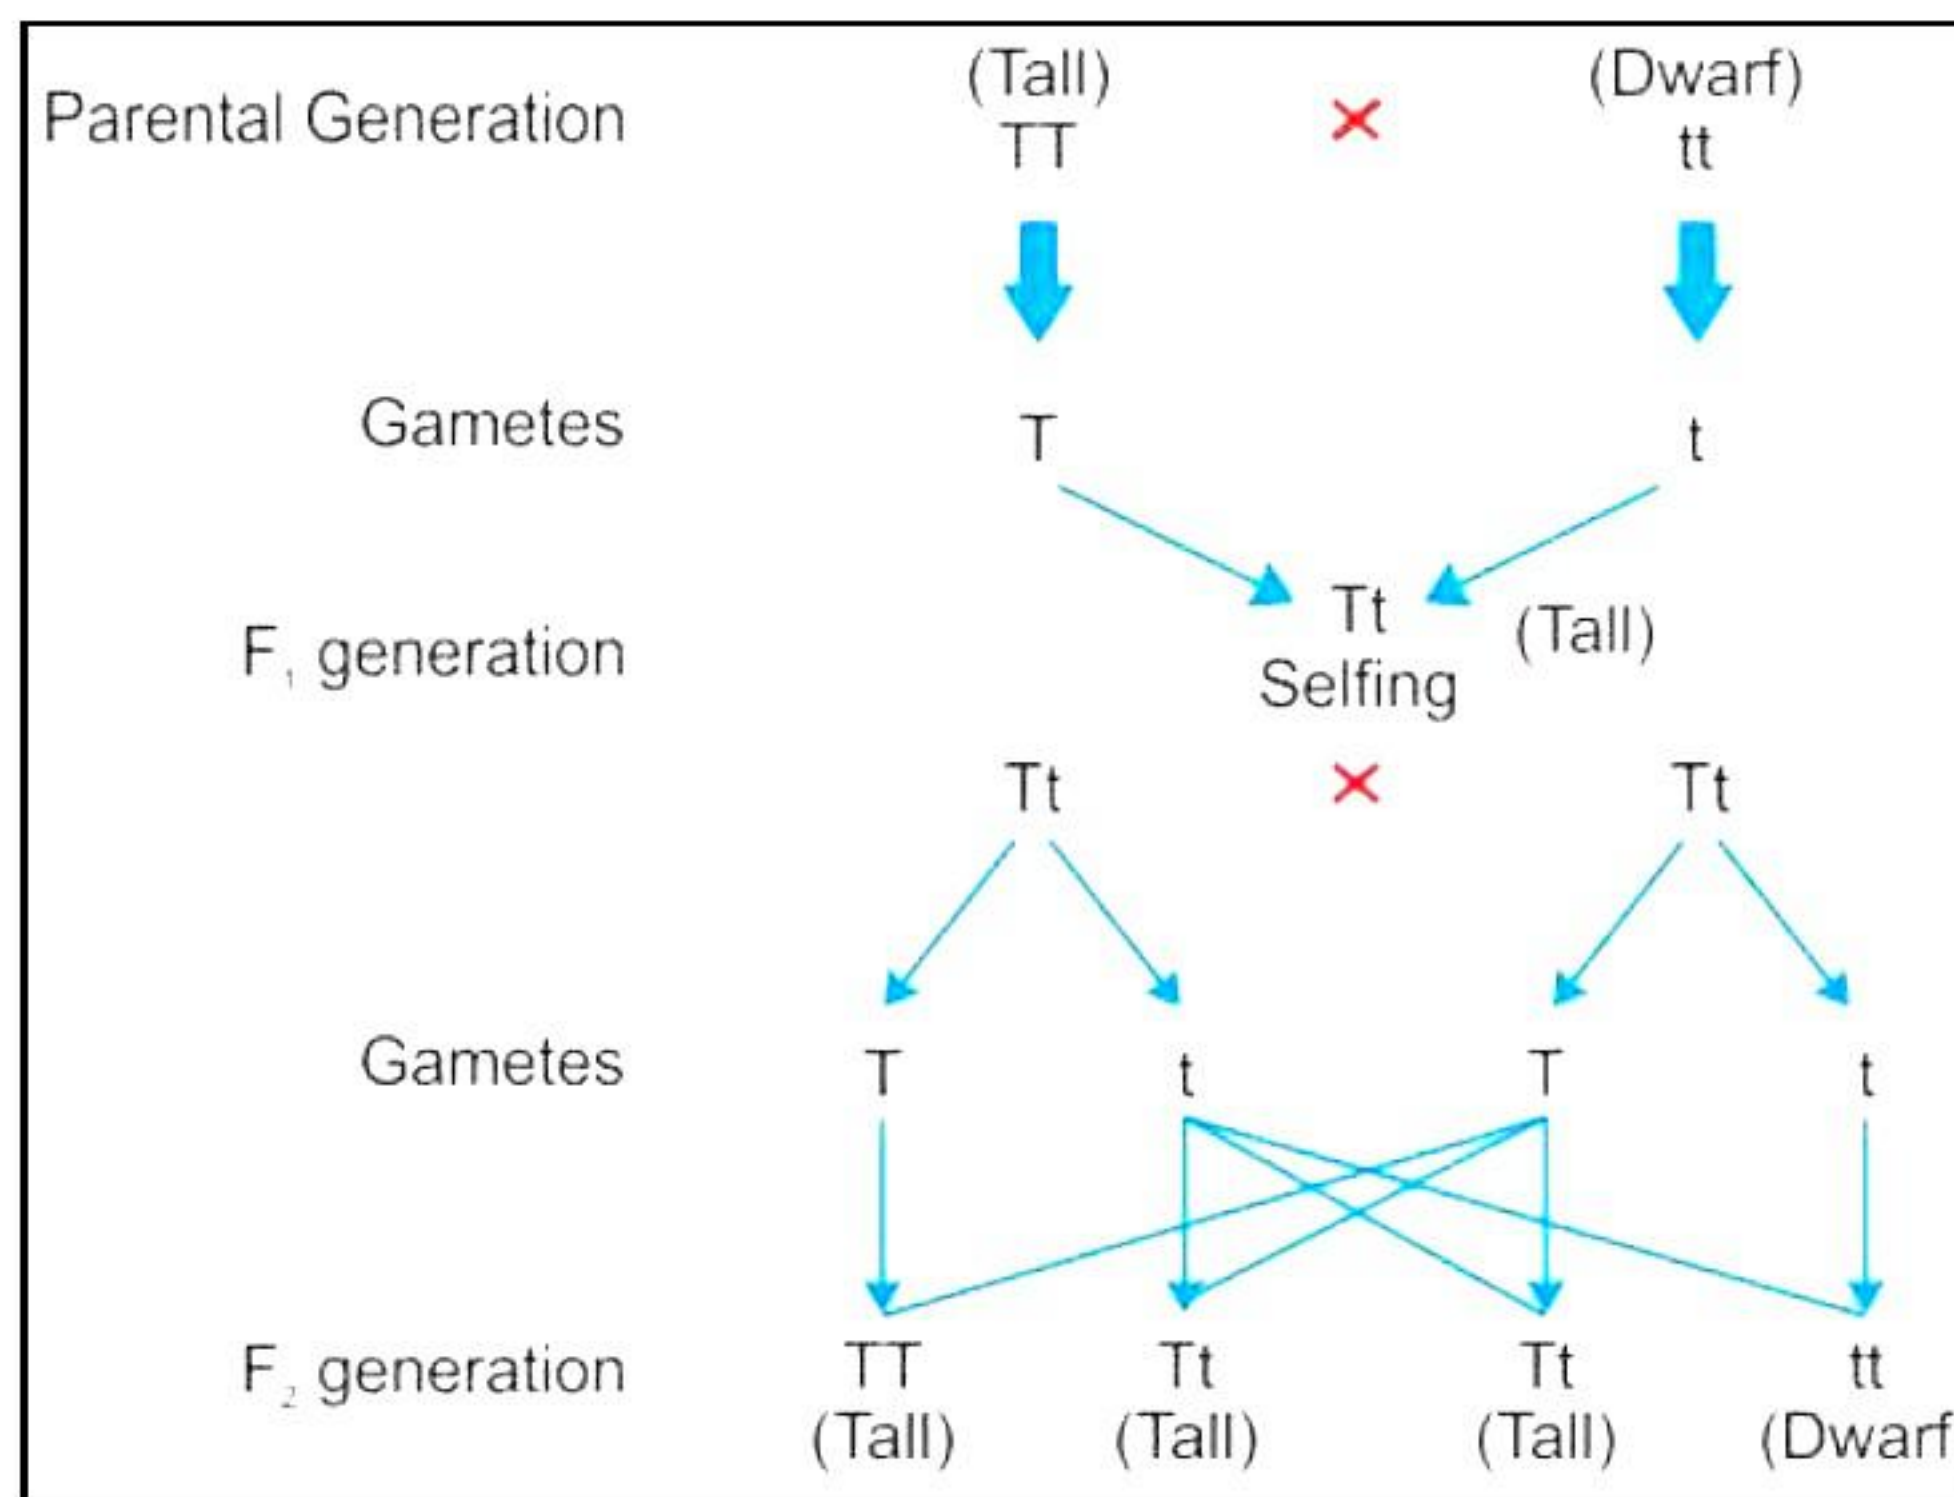 (Tall) (Dwarf)
Parental Generation × 
TT tt
Gametes T t
Tt
F₁ generation (Tall)
Selfing
Tt × Tt
Gametes T t T t
F₂ generation TT Tt Tt tt
(Tall) (Tall) (Tall) (Dwarf